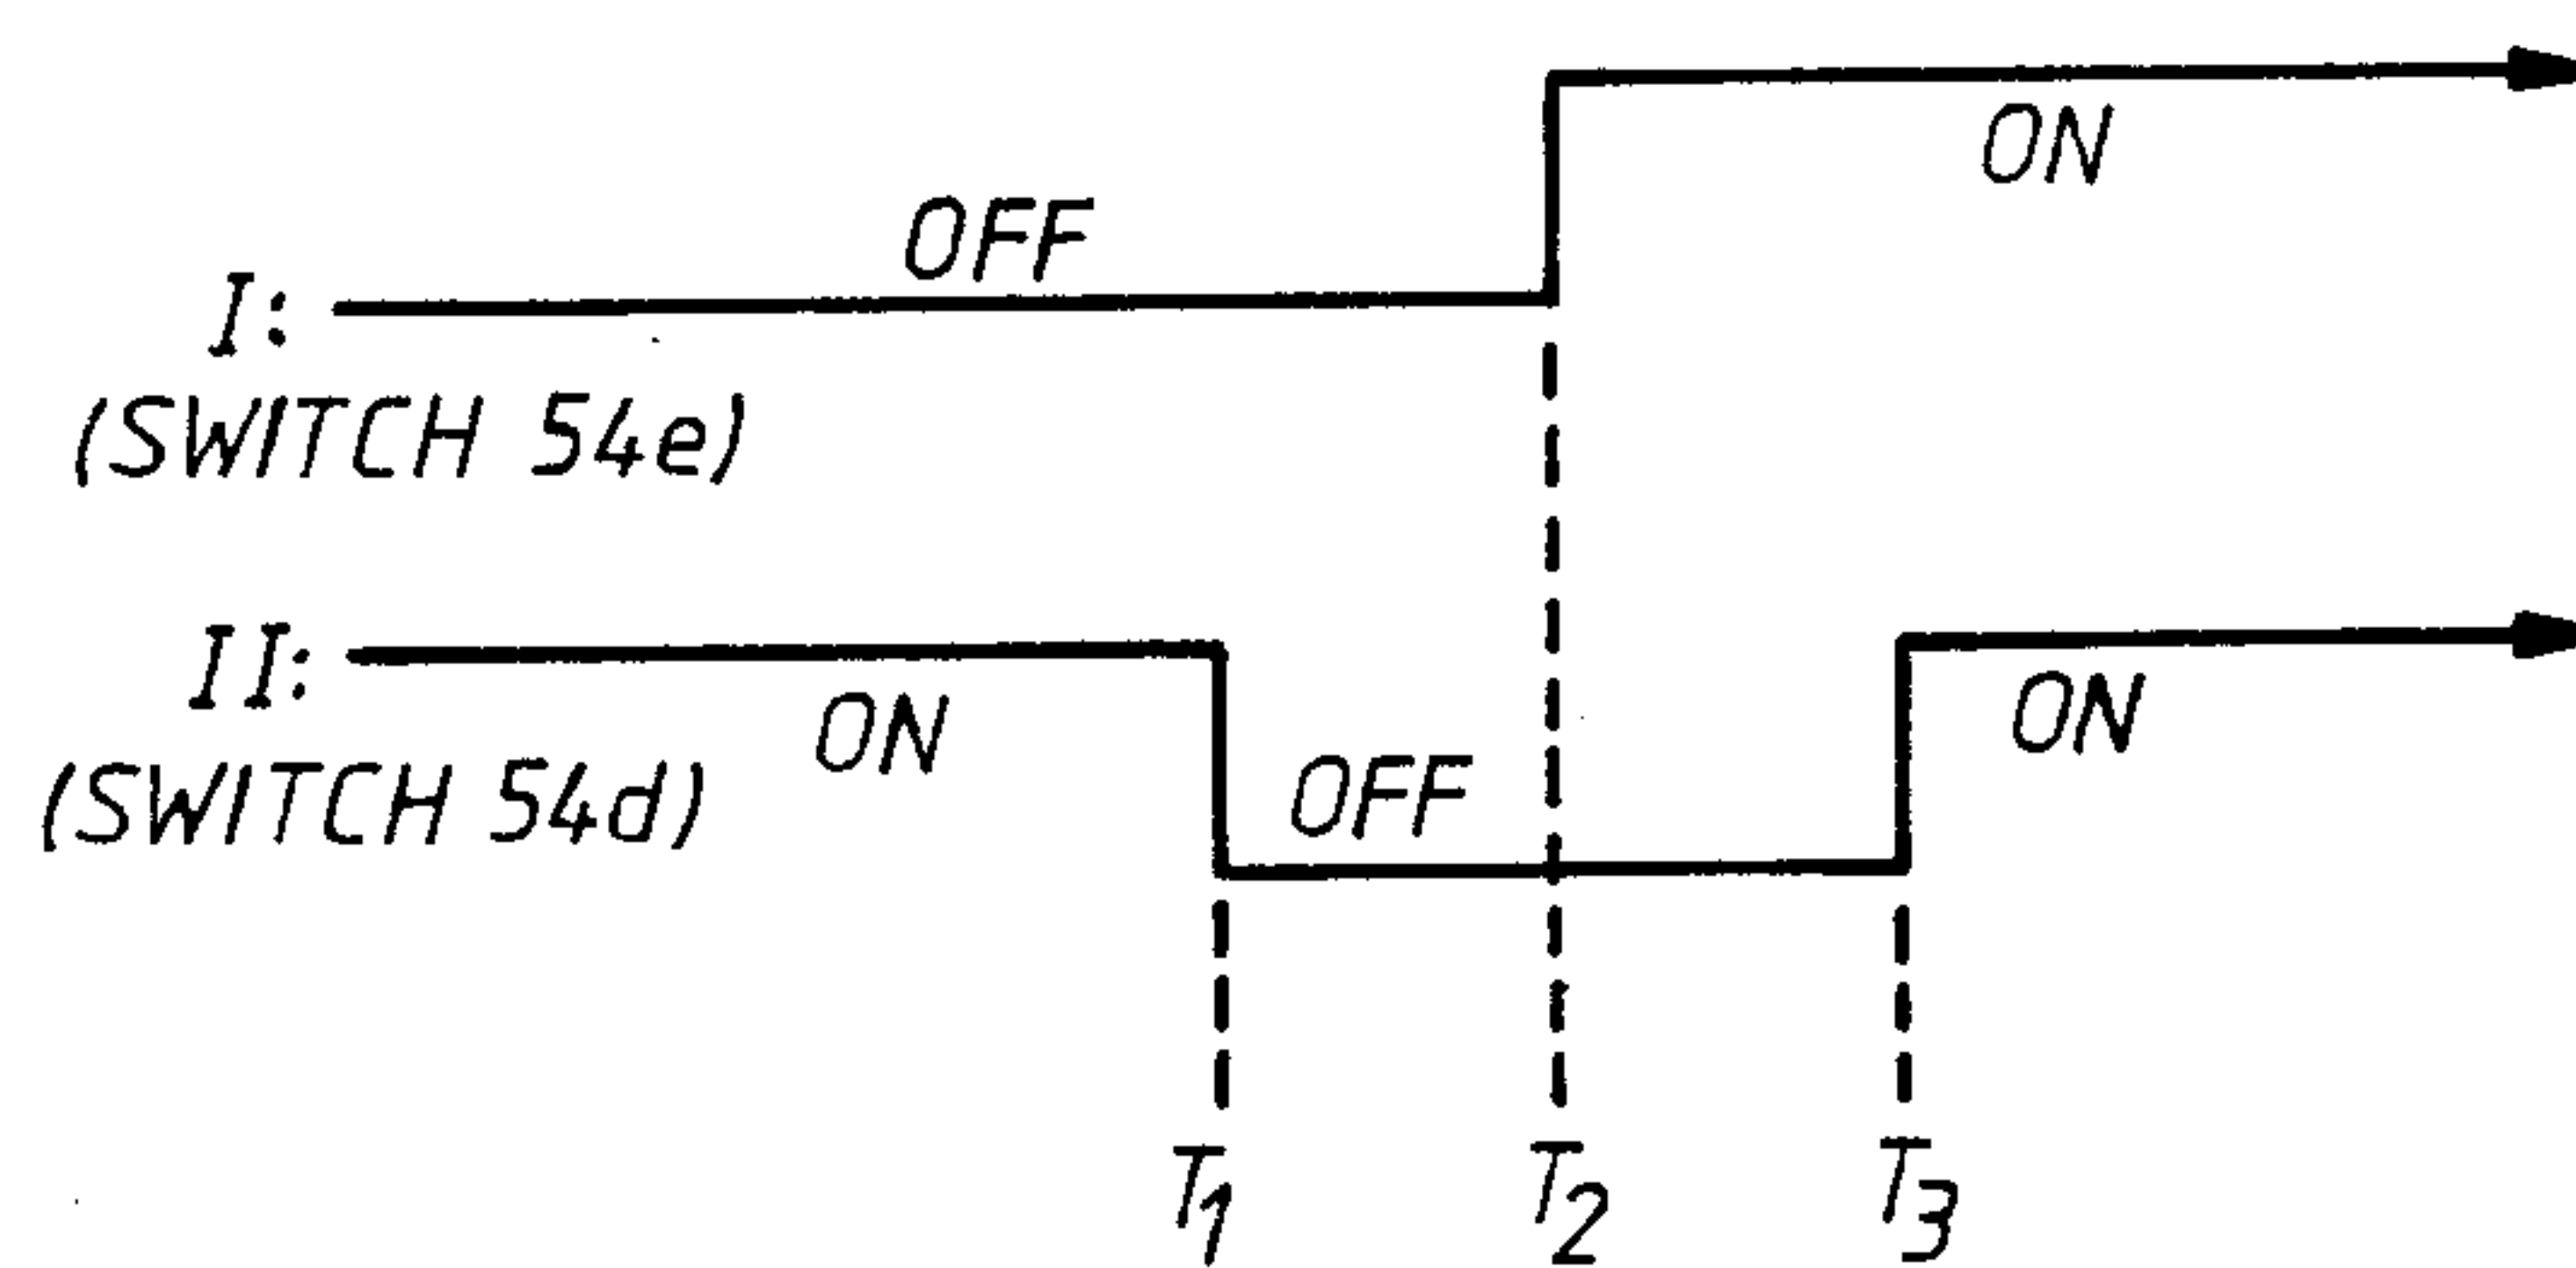 ON
OFF
I:
(SWITCH 54e)
II:
ON
ON
(SWITCH 54d)
OFF
T1
T2
T3